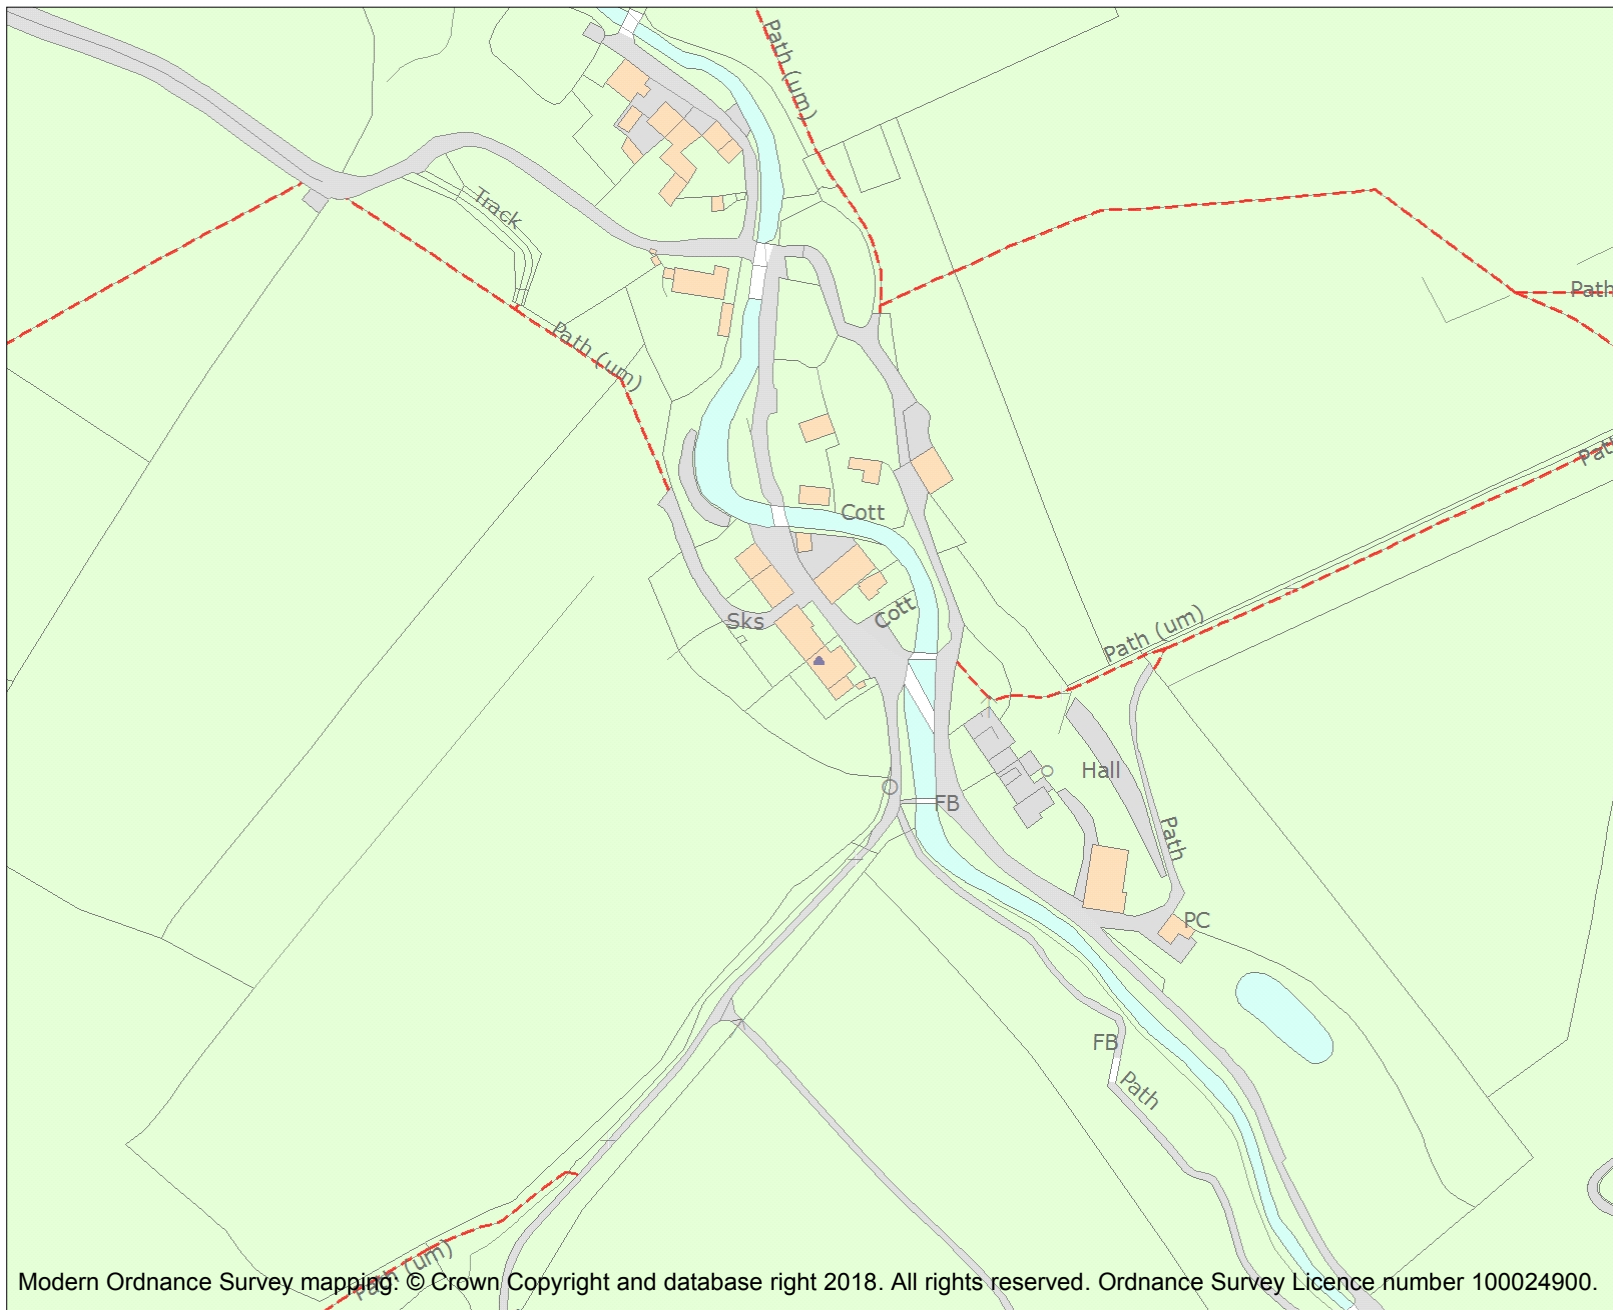 Path (um)
Track
Path
Path (um)
Path
Cott
Cott
Sks
Path (um)
Hall
FB
Path
PC
FB
Path
Path (um)
Modern Ordnance Survey mapping: © Crown Copyright and database right 2018. All rights reserved. Ordnance Survey Licence number 100024900.